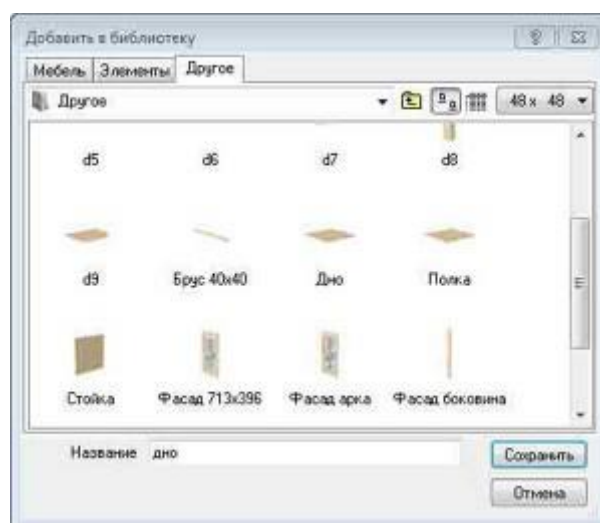 Добавить в библиотеку
Мебель Элементы Другое
Другое 48 x 48
d5 d6 d7 d8
d9 Брус 40x40 Дно Полка
Стойка Фасад 713x396 Фасад арка Фасад боковина
Название дно Сохранить
Отмена